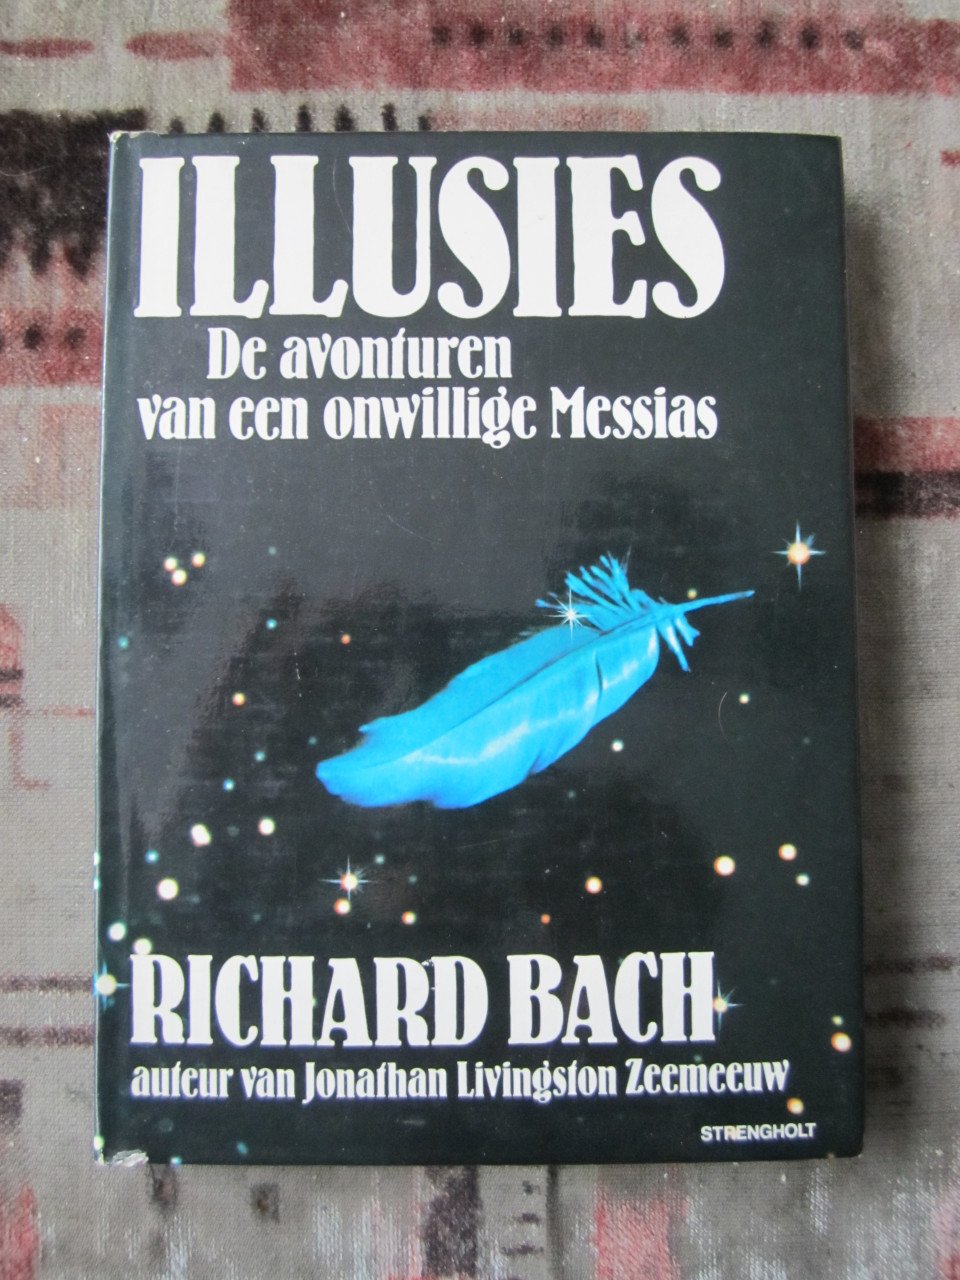 ILLUSIES
De avonturen
van een onwillige Messias
RICHARD BACH
auteur van Jonathan Livingston Zeemeeuw
STRENGHOLT